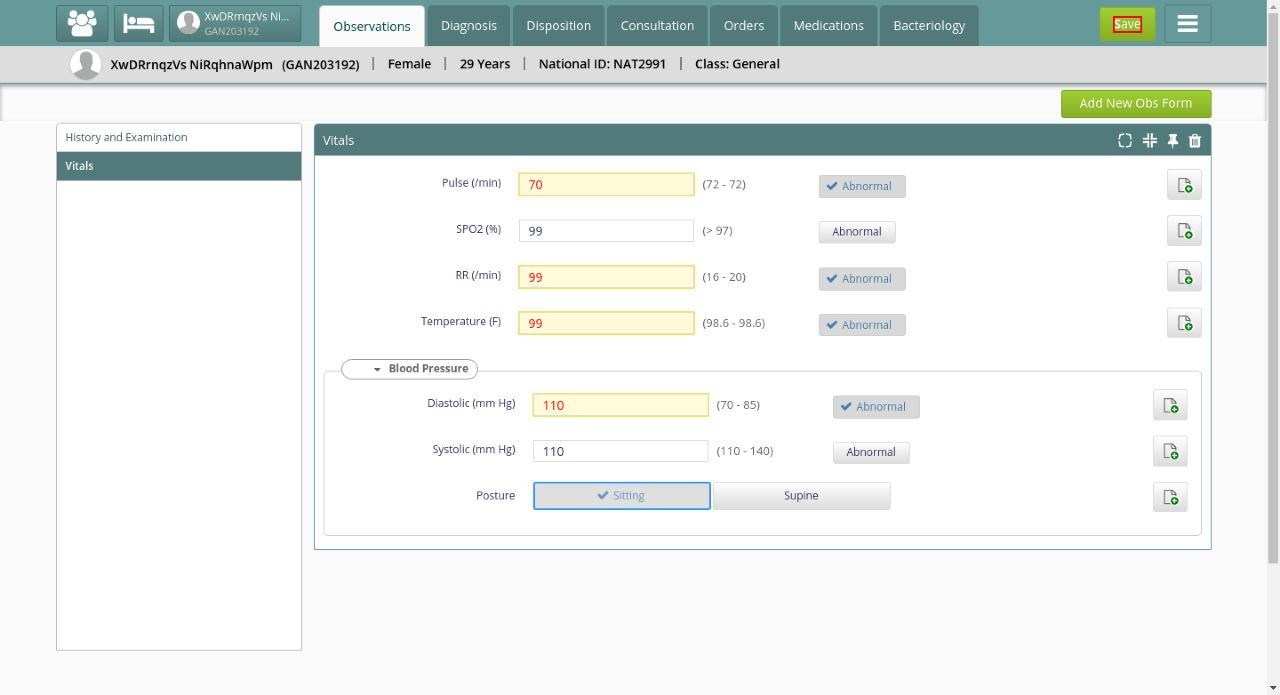 XwDRrnqzVs Ni...
GAN203192
Observations
Diagnosis
Disposition
Consultation
Orders
Medications
Bacteriology
Save
XwDRrnqzVs NiRqhnaWpm (GAN203192) | Female | 29 Years | National ID: NAT2991 | Class: General
Add New Obs Form
History and Examination
Vitals
Vitals
Pulse (/min) 70 (72 - 72) Abnormal
SPO2 (%) 99 (> 97) Abnormal
RR (/min) 99 (16 - 20) Abnormal
Temperature (F) 99 (98.6 - 98.6) Abnormal
Blood Pressure
Diastolic (mm Hg) 110 (70 - 85) Abnormal
Systolic (mm Hg) 110 (110 - 140) Abnormal
Posture Sitting Supine